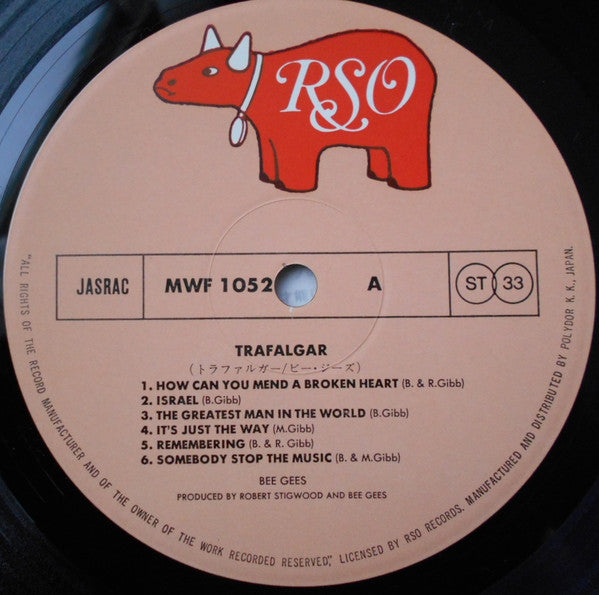 RSO
JASRAC
MWF 1052
A
ST 33
TRAFALGAR
(トラファルガー/ビー・ジーズ)
1. HOW CAN YOU MEND A BROKEN HEART (B. & R.Gibb)
2. ISRAEL (B.Gibb)
3. THE GREATEST MAN IN THE WORLD (B.Gibb)
4. IT'S JUST THE WAY (M.Gibb)
5. REMEMBERING (B. & R. Gibb)
6. SOMEBODY STOP THE MUSIC (B. & M.Gibb)
BEE GEES
PRODUCED BY ROBERT STIGWOOD AND BEE GEES
"ALL RIGHTS OF THE RECORD MANUFACTURER AND OF THE OWNER OF THE WORK RECORDED RESERVED," LICENSED BY RSO RECORDS. MANUFACTURED AND DISTRIBUTED BY POLYDOR K. K., JAPAN.